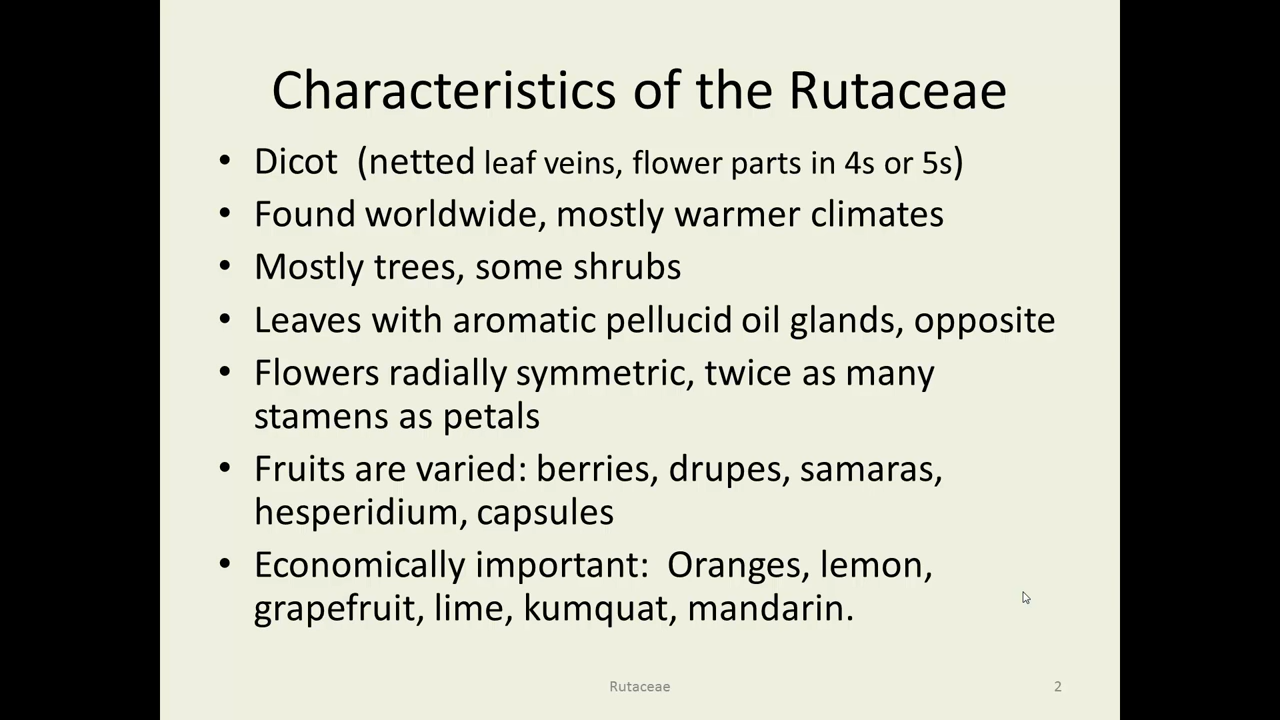 Characteristics of the Rutaceae
• Dicot  (netted leaf veins, flower parts in 4s or 5s)
• Found worldwide, mostly warmer climates
• Mostly trees, some shrubs
• Leaves with aromatic pellucid oil glands, opposite
• Flowers radially symmetric, twice as many
stamens as petals
• Fruits are varied: berries, drupes, samaras,
hesperidium, capsules
• Economically important:  Oranges, lemon,
grapefruit, lime, kumquat, mandarin.
Rutaceae
2